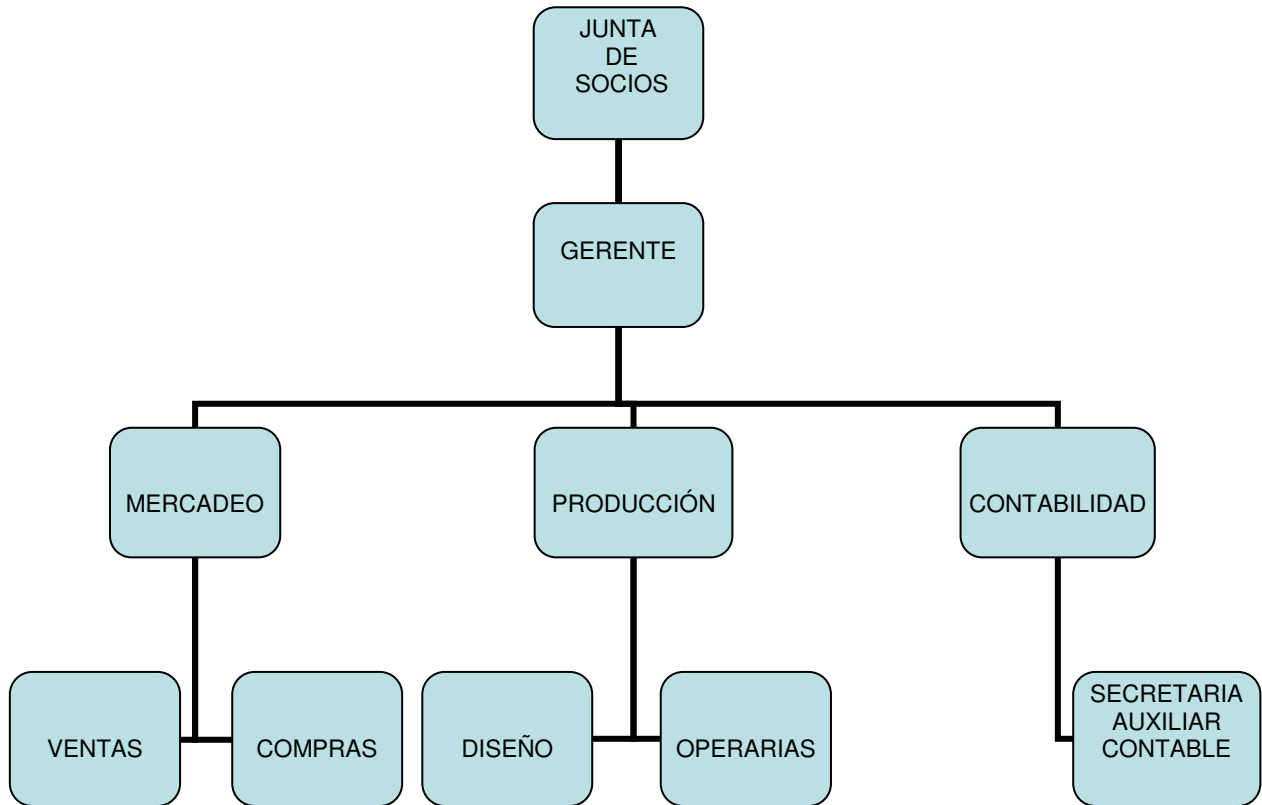 JUNTA
DE
SOCIOS
GERENTE
MERCADEO
PRODUCCIÓN
CONTABILIDAD
VENTAS
COMPRAS
DISEÑO
OPERARIAS
SECRETARIA
AUXILIAR
CONTABLE